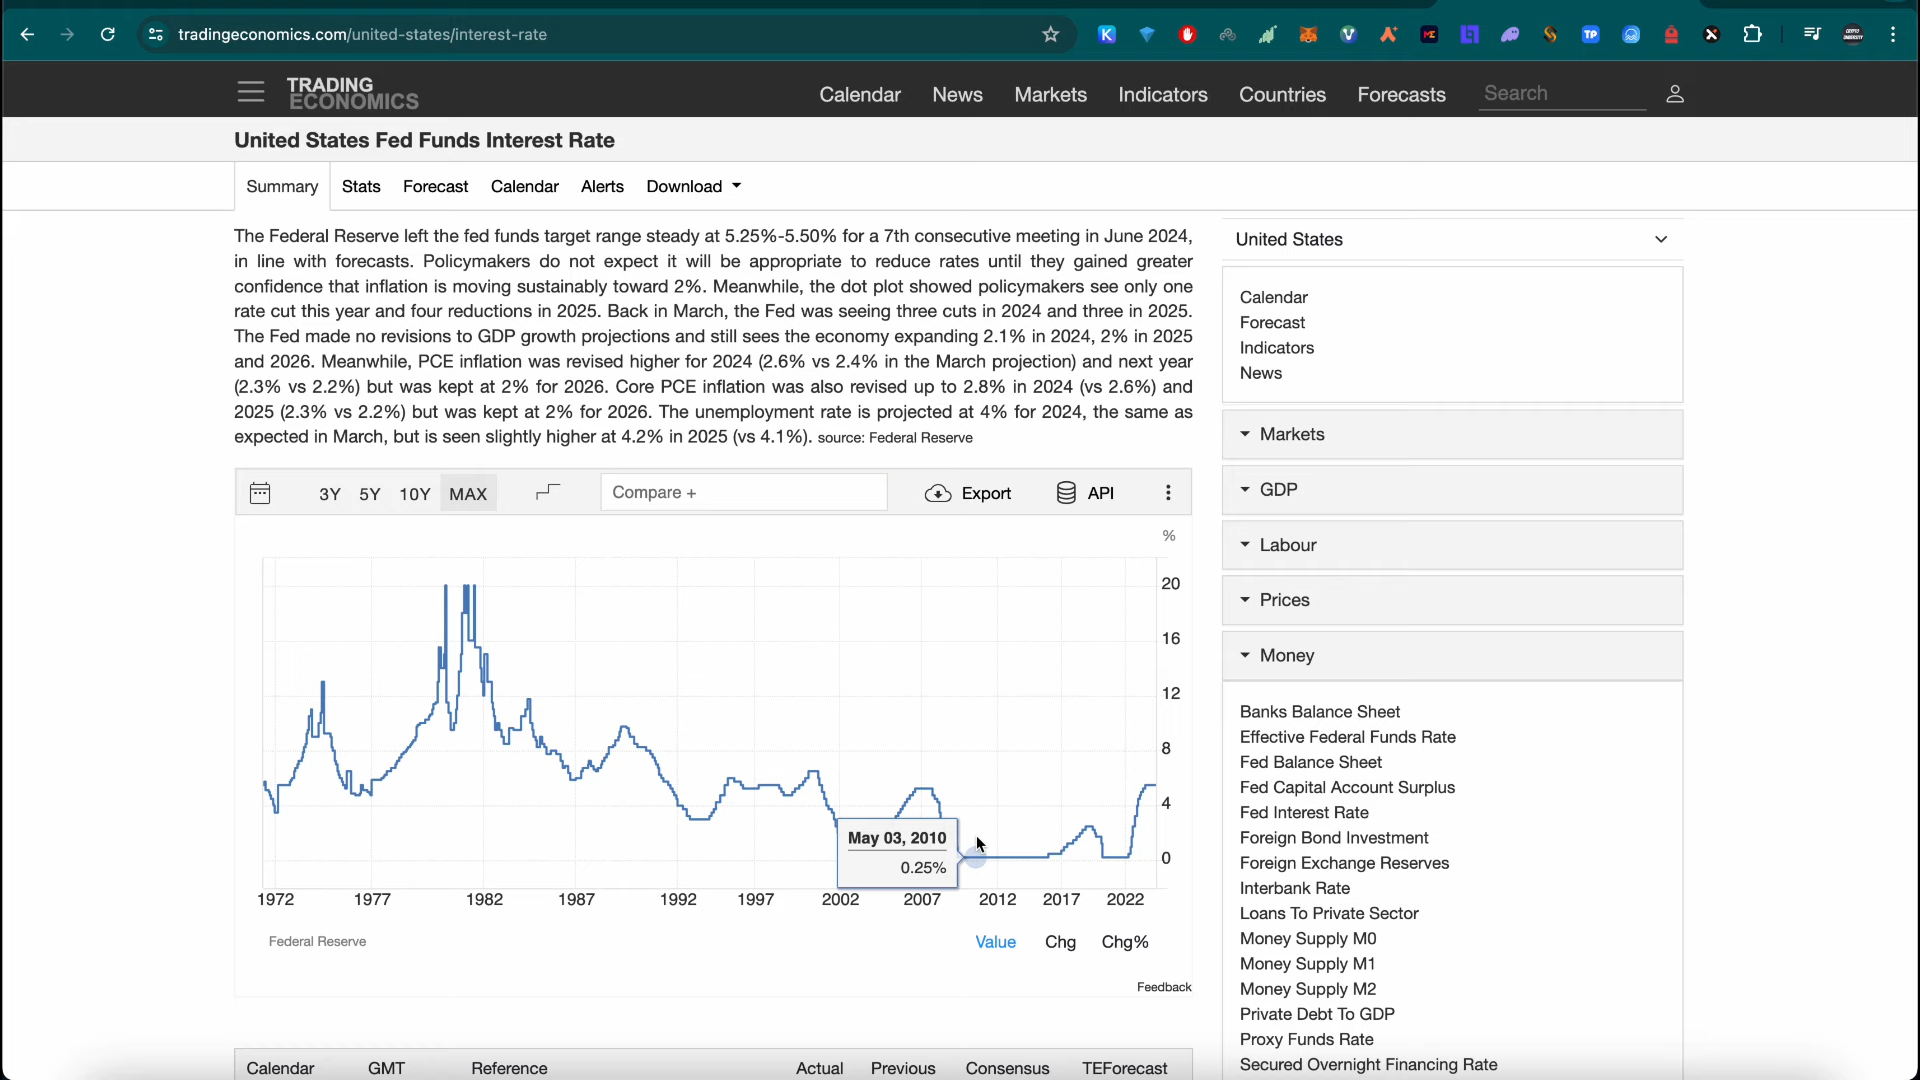 tradingeconomics.com/united-states/interest-rate
TRADING
ECONOMICS
Calendar News Markets Indicators Countries Forecasts Search
United States Fed Funds Interest Rate
Summary Stats Forecast Calendar Alerts Download
The Federal Reserve left the fed funds target range steady at 5.25%-5.50% for a 7th consecutive meeting in June 2024,
in line with forecasts. Policymakers do not expect it will be appropriate to reduce rates until they gained greater
confidence that inflation is moving sustainably toward 2%. Meanwhile, the dot plot showed policymakers see only one
rate cut this year and four reductions in 2025. Back in March, the Fed was seeing three cuts in 2024 and three in 2025.
The Fed made no revisions to GDP growth projections and still sees the economy expanding 2.1% in 2024, 2% in 2025
and 2026. Meanwhile, PCE inflation was revised higher for 2024 (2.6% vs 2.4% in the March projection) and next year
(2.3% vs 2.2%) but was kept at 2% for 2026. Core PCE inflation was also revised up to 2.8% in 2024 (vs 2.6%) and
2025 (2.3% vs 2.2%) but was kept at 2% for 2026. The unemployment rate is projected at 4% for 2024, the same as
expected in March, but is seen slightly higher at 4.2% in 2025 (vs 4.1%). source: Federal Reserve
3Y 5Y 10Y MAX Compare + Export API
%
20
16
12
8
4
0
May 03, 2010
0.25%
1972 1977 1982 1987 1992 1997 2002 2007 2012 2017 2022
Federal Reserve Value Chg Chg%
Feedback
Calendar GMT Reference Actual Previous Consensus TEForecast
United States
Calendar
Forecast
Indicators
News
Markets
GDP
Labour
Prices
Money
Banks Balance Sheet
Effective Federal Funds Rate
Fed Balance Sheet
Fed Capital Account Surplus
Fed Interest Rate
Foreign Bond Investment
Foreign Exchange Reserves
Interbank Rate
Loans To Private Sector
Money Supply M0
Money Supply M1
Money Supply M2
Private Debt To GDP
Proxy Funds Rate
Secured Overnight Financing Rate